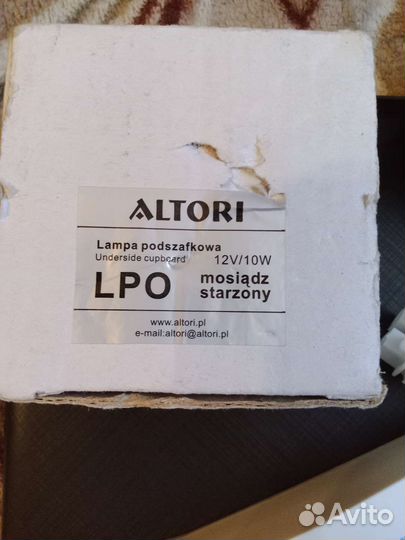 ALTORI
Lampa podszafkowa
Underside cupboard 12V/10W
LPO mosiądz
starzony
www.altori.pl
e-mail:altori@altori.pl
Avito